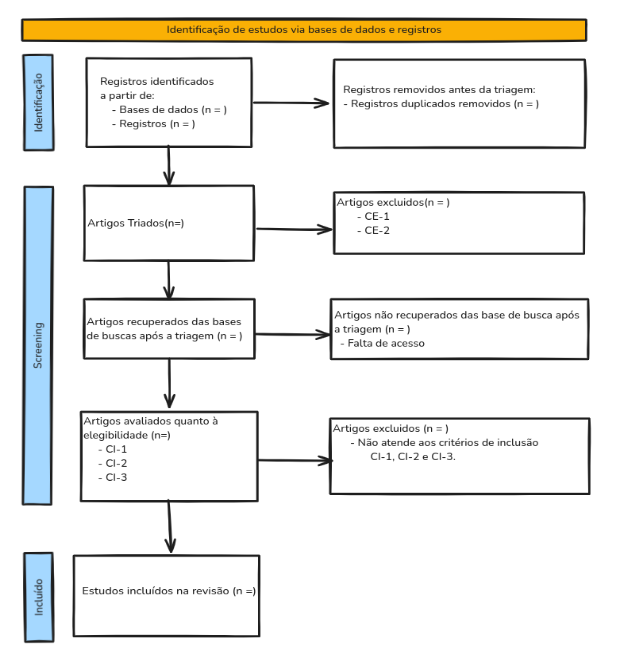 Identificação de estudos via bases de dados e registros
Identificação
Registros identificados
a partir de:
- Bases de dados (n = )
- Registros (n = )
Registros removidos antes da triagem:
- Registros duplicados removidos (n = )
Screening
Artigos Triados(n=)
Artigos excluidos(n = )
- CE-1
- CE-2
Artigos recuperados das bases
de buscas após a triagem (n = )
Artigos não recuperados das base de busca após
a triagem (n = )
- Falta de acesso
Artigos avaliados quanto à
elegibilidade (n=)
- CI-1
- CI-2
- CI-3
Artigos excluidos (n = )
- Não atende aos critérios de inclusão
CI-1, CI-2 e CI-3.
Incluído
Estudos incluídos na revisão (n =)